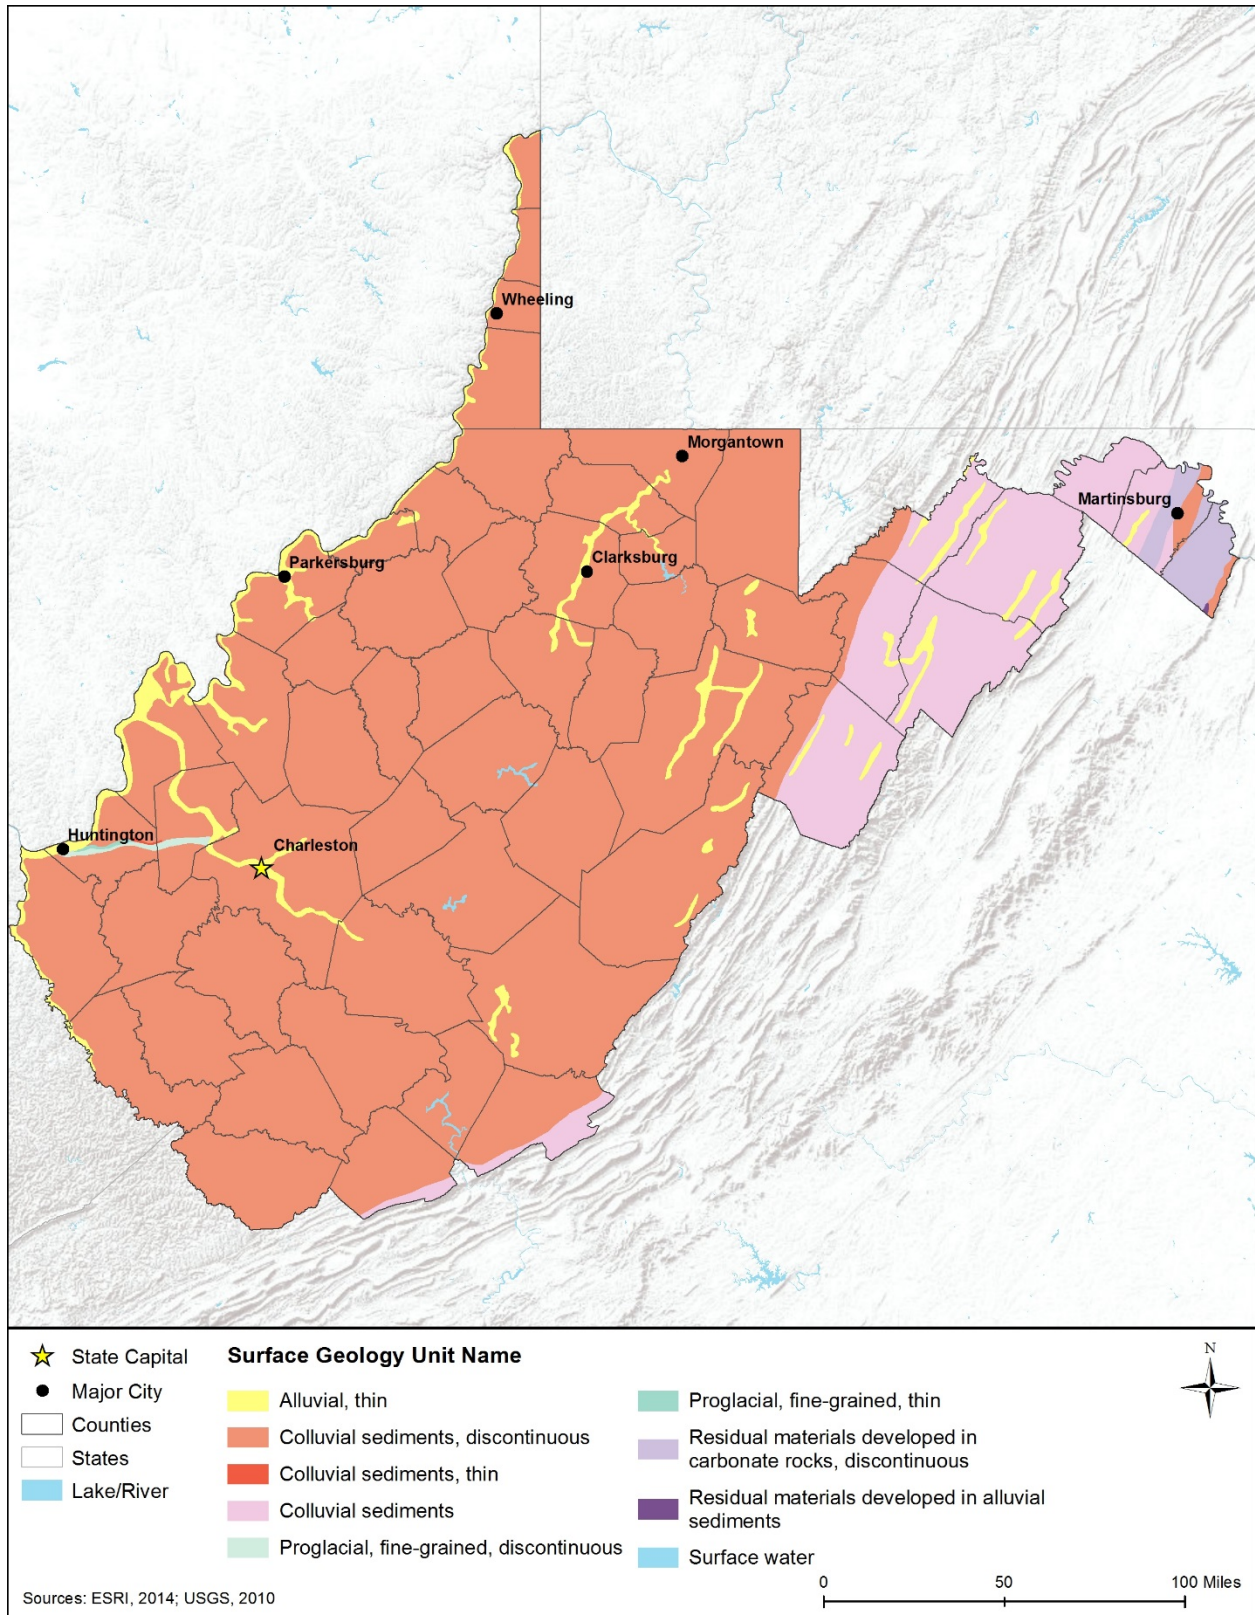 Wheeling
Morgantown
Martinsburg
Parkersburg
Clarksburg
Huntington
Charleston
State Capital
Major City
Counties
States
Lake/River
Surface Geology Unit Name
Alluvial, thin
Colluvial sediments, discontinuous
Colluvial sediments, thin
Colluvial sediments
Proglacial, fine-grained, discontinuous
Proglacial, fine-grained, thin
Residual materials developed in
carbonate rocks, discontinuous
Residual materials developed in alluvial
sediments
Surface water
N
0 50 100 Miles
Sources: ESRI, 2014; USGS, 2010